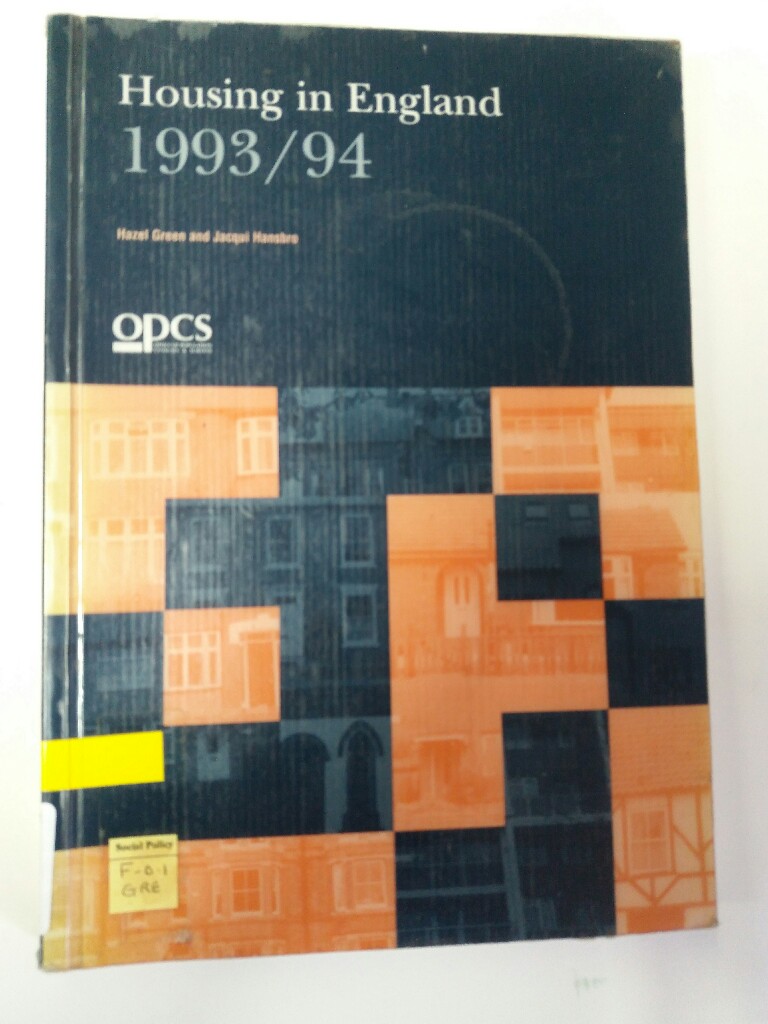 Housing in England
1993/94
Hazel Green and Jacqui Hansbro
opcs
Social Policy
F-0.1
GRE